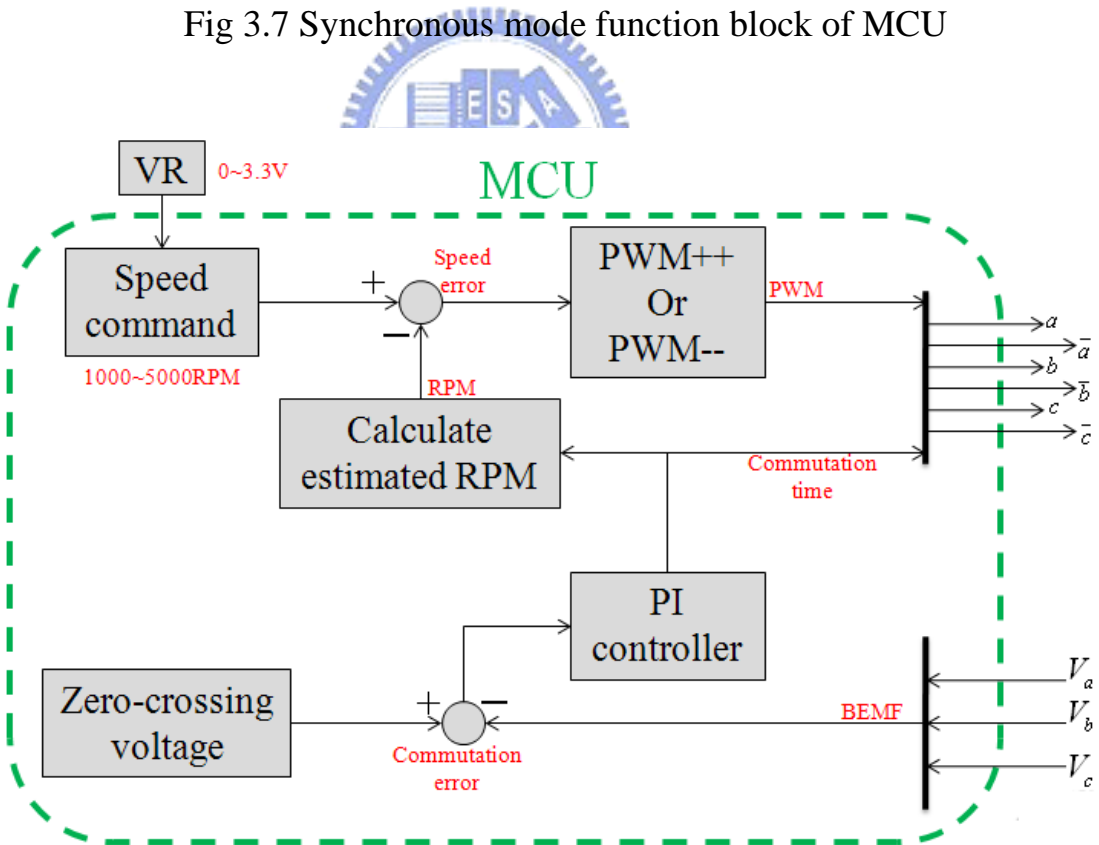 Fig 3.7 Synchronous mode function block of MCU
ESA
VR
0~3.3V
MCU
Speed
command
1000~5000RPM
+
−
Speed
error
PWM++
Or
PWM--
PWM
a
a̅
b
b̅
c
c̅
RPM
Calculate
estimated RPM
Commutation
time
PI
controller
Zero-crossing
voltage
+
−
Commutation
error
BEMF
V_a
V_b
V_c